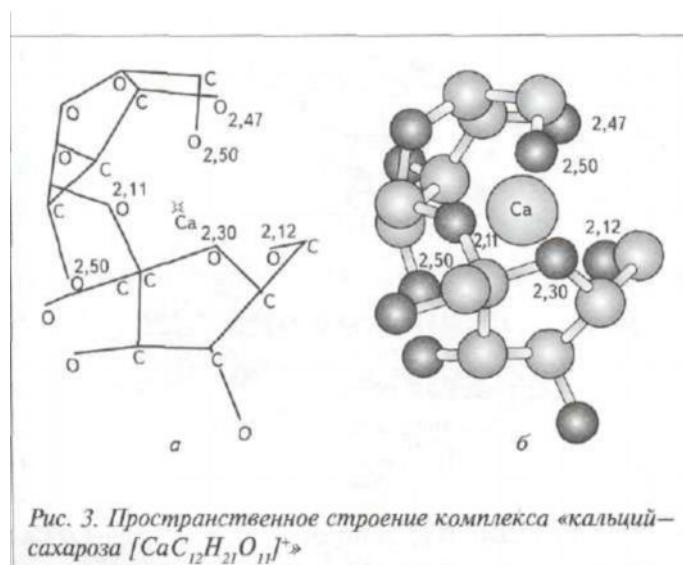 O C
C O 2,47
O
O
2,50
O C
2,11
C O
Ca 2,30 2,12 C
O O
2,50
O C C
C
O
O C C
O
а
2,47
2,50
Ca
2,12
2,11
2,50
2,30
б
Рис. 3. Пространственное строение комплекса «кальций–
сахароза [CaC₁₂H₂₁O₁₁]⁺»